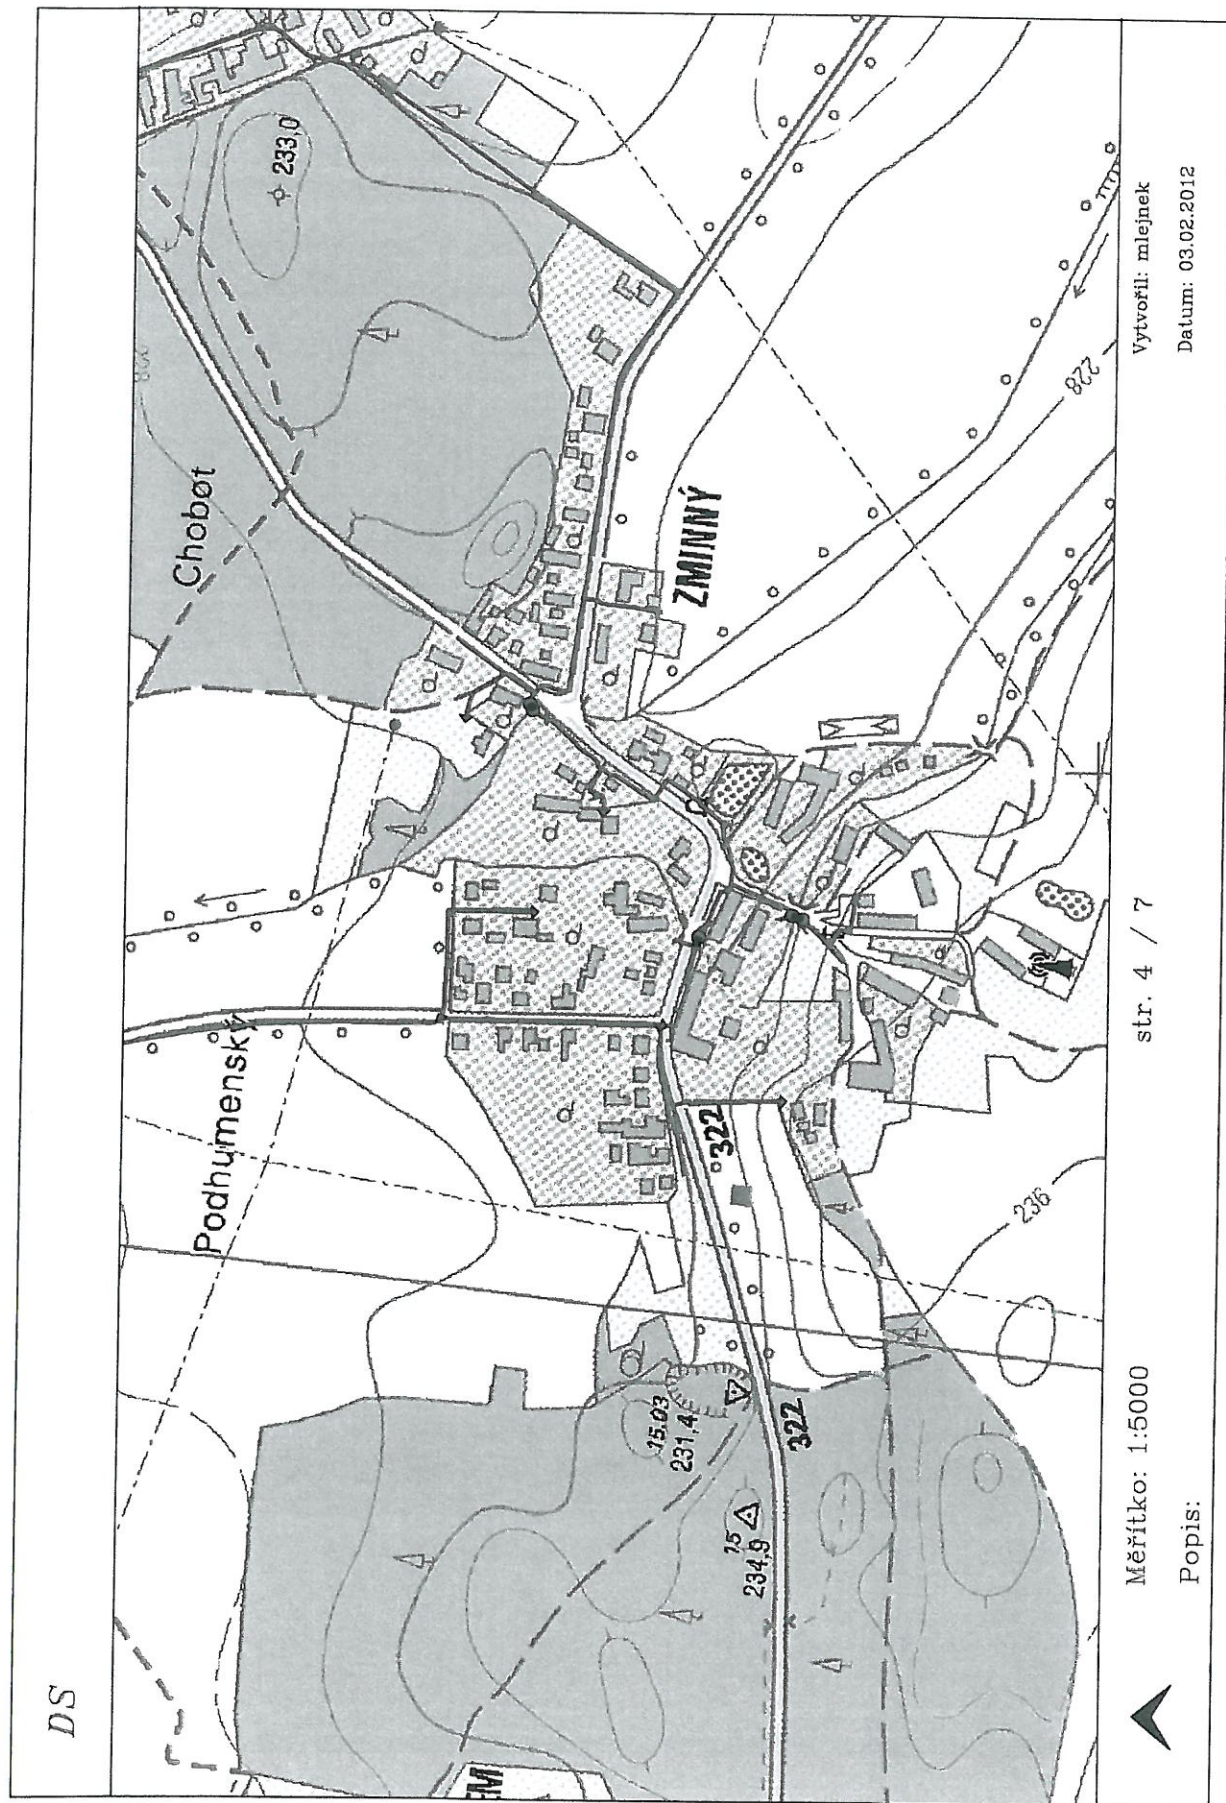 DS
Podhumenský
Chobot
233,0
228
15.03
231,4
15
234,9
322
322
ZMINNÝ
228
236
Měřítko: 1:5000
str. 4 / 7
Vytvořil: mlejnek
Popis:
Datum: 03.02.2012